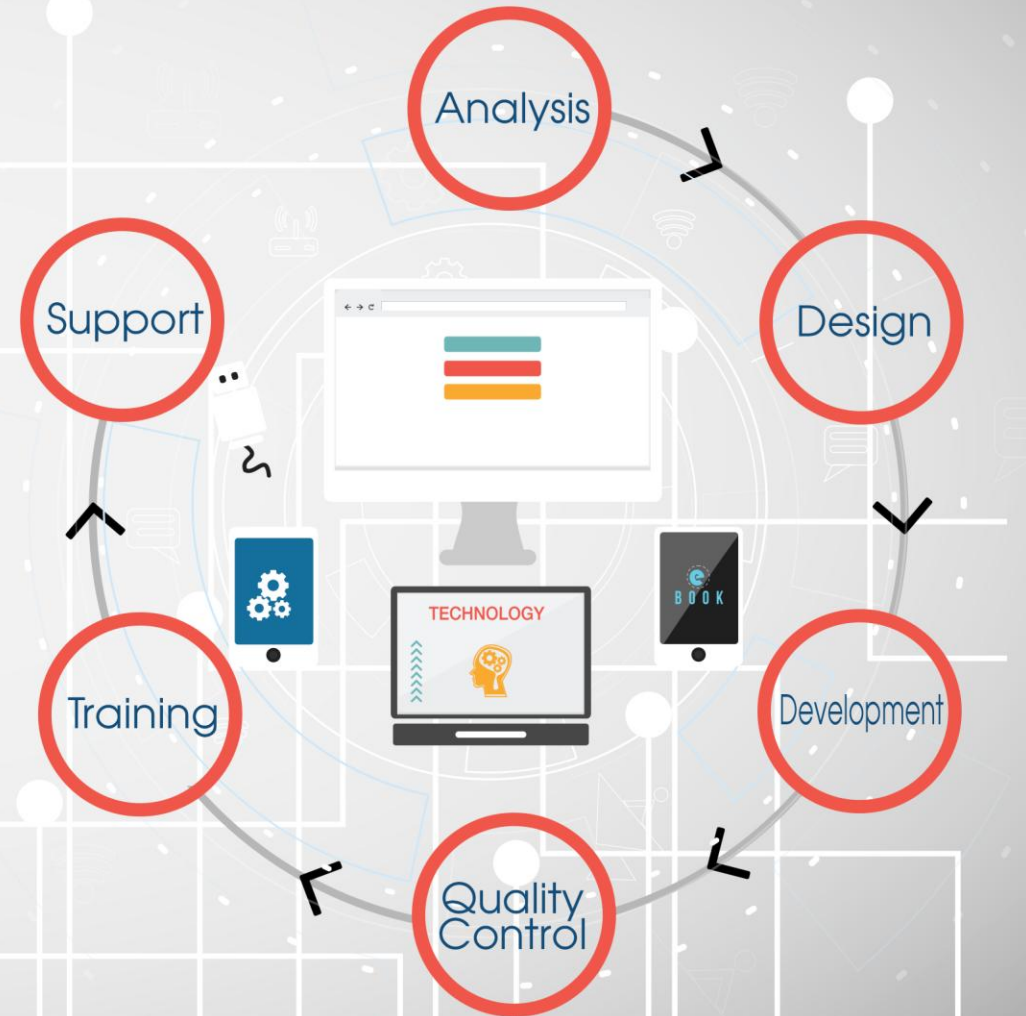 Analysis
Design
Development
Quality
Control
Training
Support
TECHNOLOGY
e
BOOK